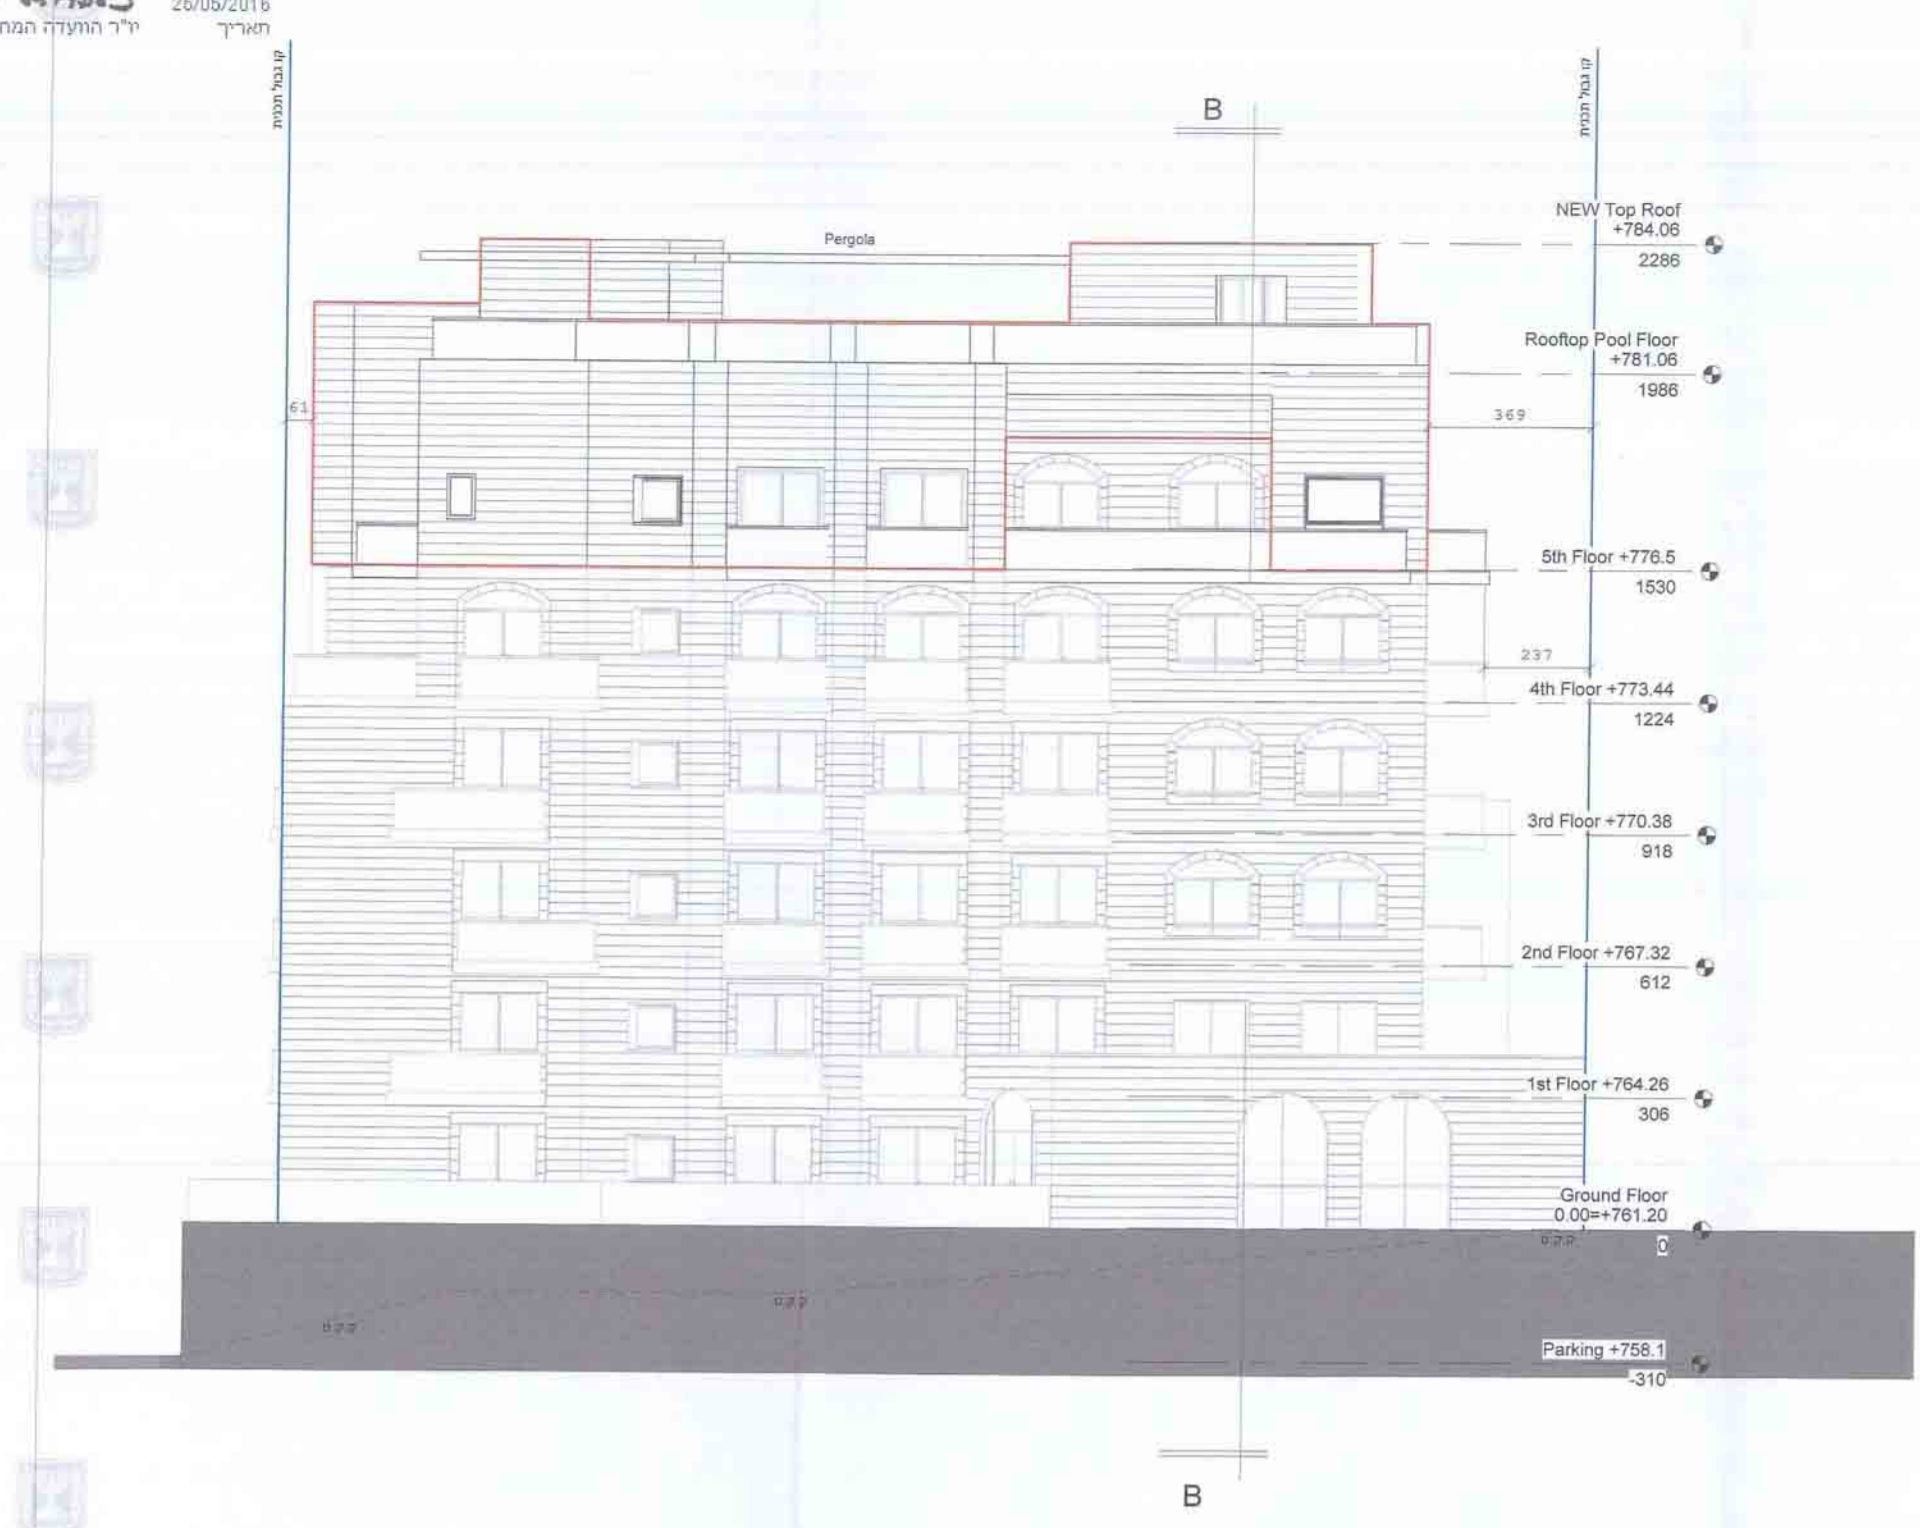 26/05/2016
תאריך
יו"ר הוועדה המח
קו גבול תכנית
קו גבול תכנית
B
NEW Top Roof
+784.06
2286
Pergola
Rooftop Pool Floor
+781.06
1986
61
369
5th Floor +776.5
1530
237
4th Floor +773.44
1224
3rd Floor +770.38
918
2nd Floor +767.32
612
1st Floor +764.26
306
Ground Floor
0.00=+761.20
0
Parking +758.1
-310
B